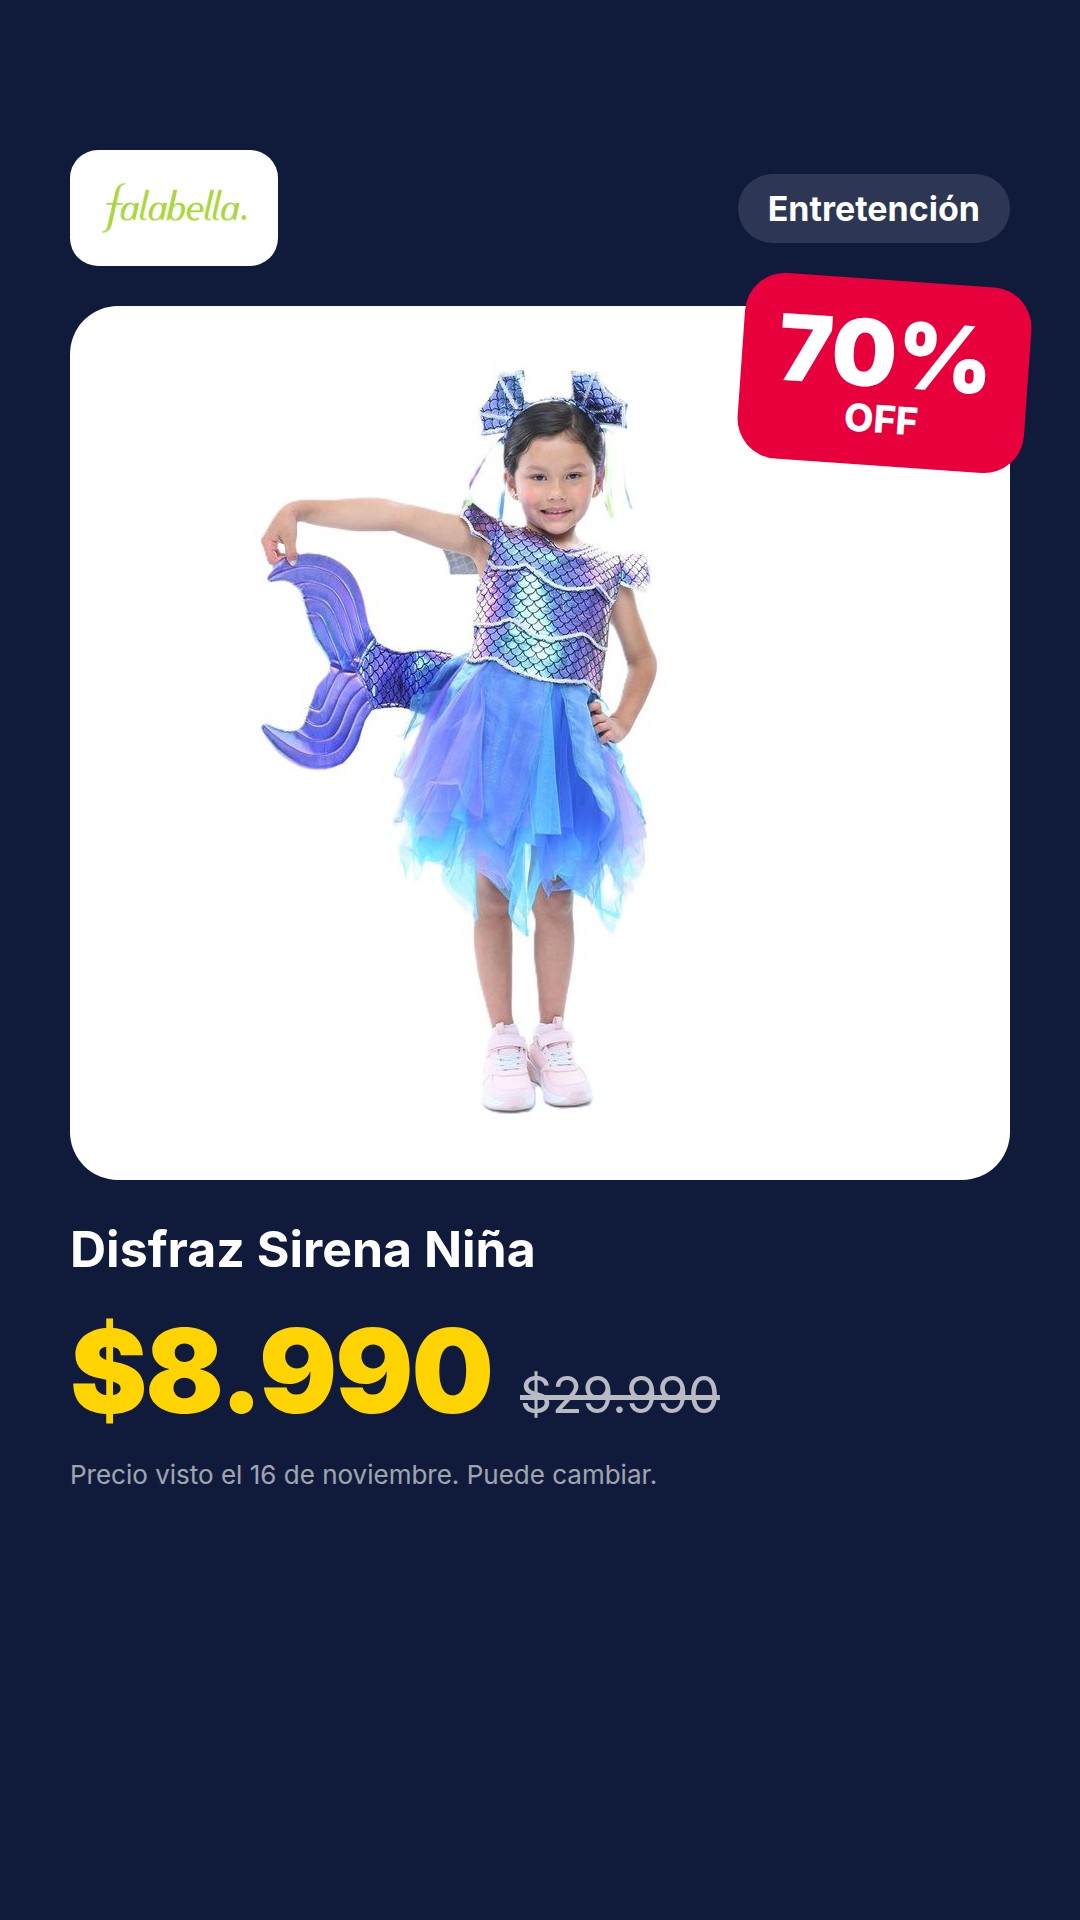 falabella.
Entretención
70%
OFF
Disfraz Sirena Niña
$8.990 $29.990
Precio visto el 16 de noviembre. Puede cambiar.